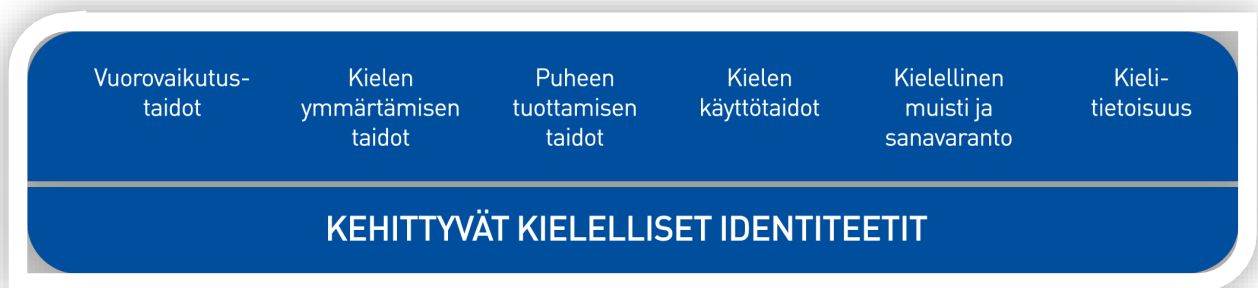 Vuorovaikutus-
taidot
Kielen
ymmärtämisen
taidot
Puheen
tuottamisen
taidot
Kielen
käyttötaidot
Kielellinen
muisti ja
sanavaranto
Kieli-
tietoisuus
KEHITTYVÄT KIELELLISET IDENTITEETIT